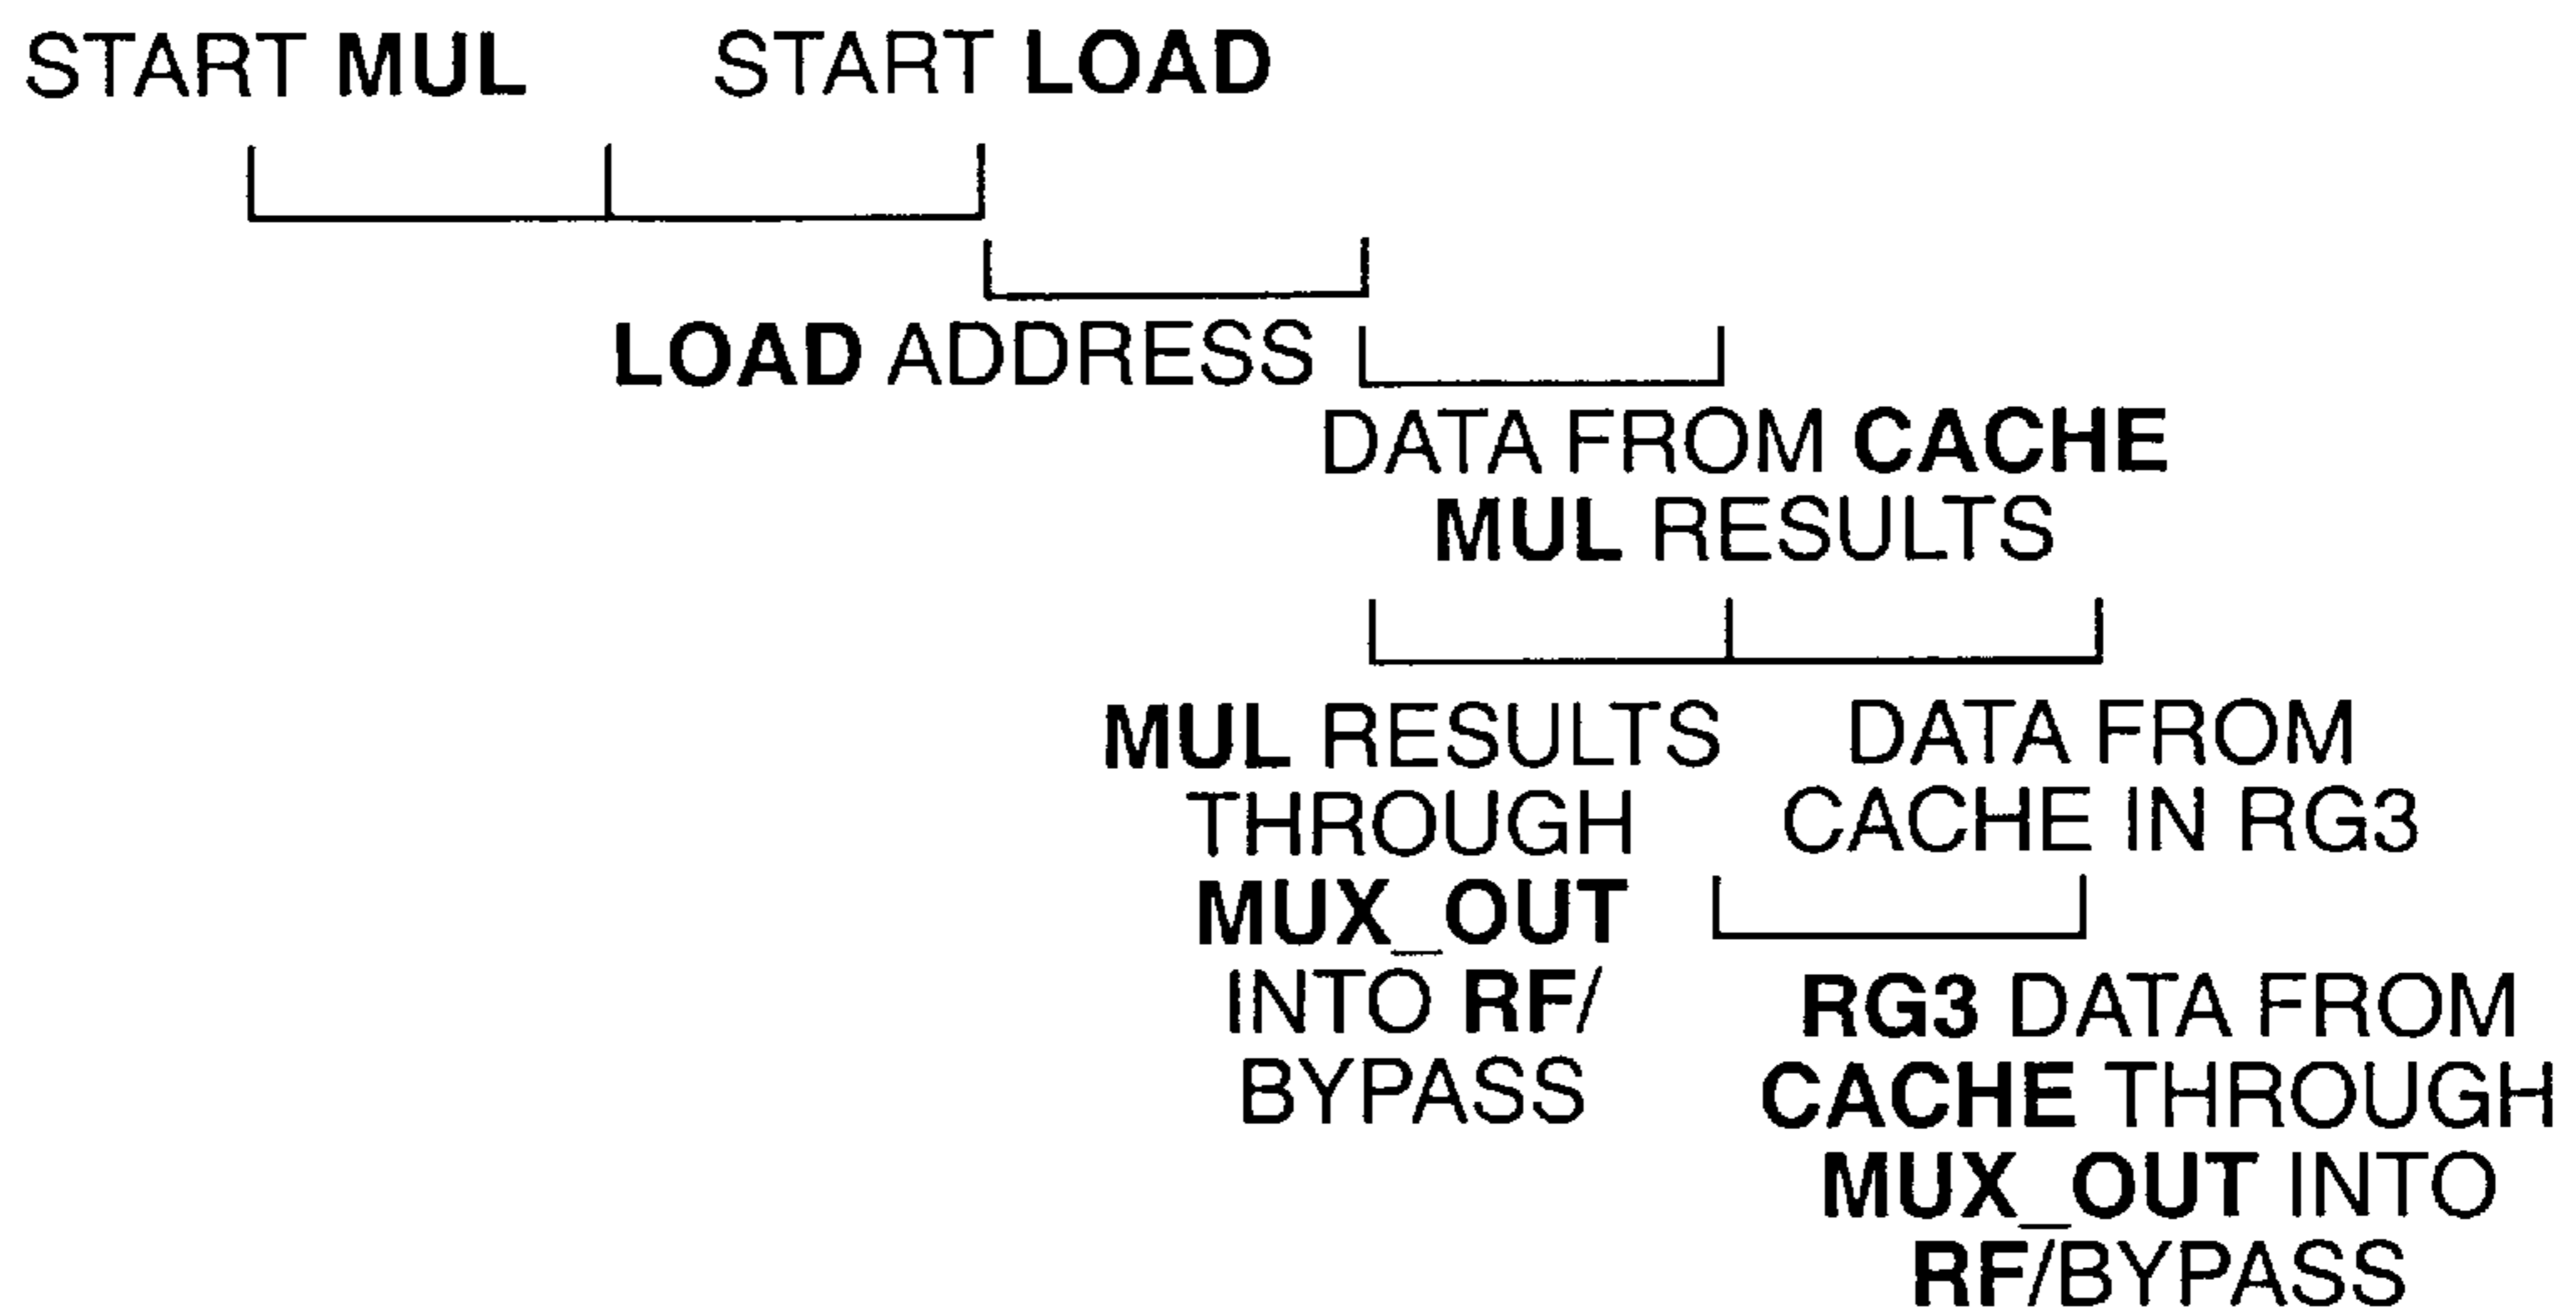 START MUL START LOAD
LOAD ADDRESS
DATA FROM CACHE
MUL RESULTS
MUL RESULTS
THROUGH
MUX_OUT
INTO RF/
BYPASS
DATA FROM
CACHE IN RG3
RG3 DATA FROM
CACHE THROUGH
MUX_OUT INTO
RF/BYPASS